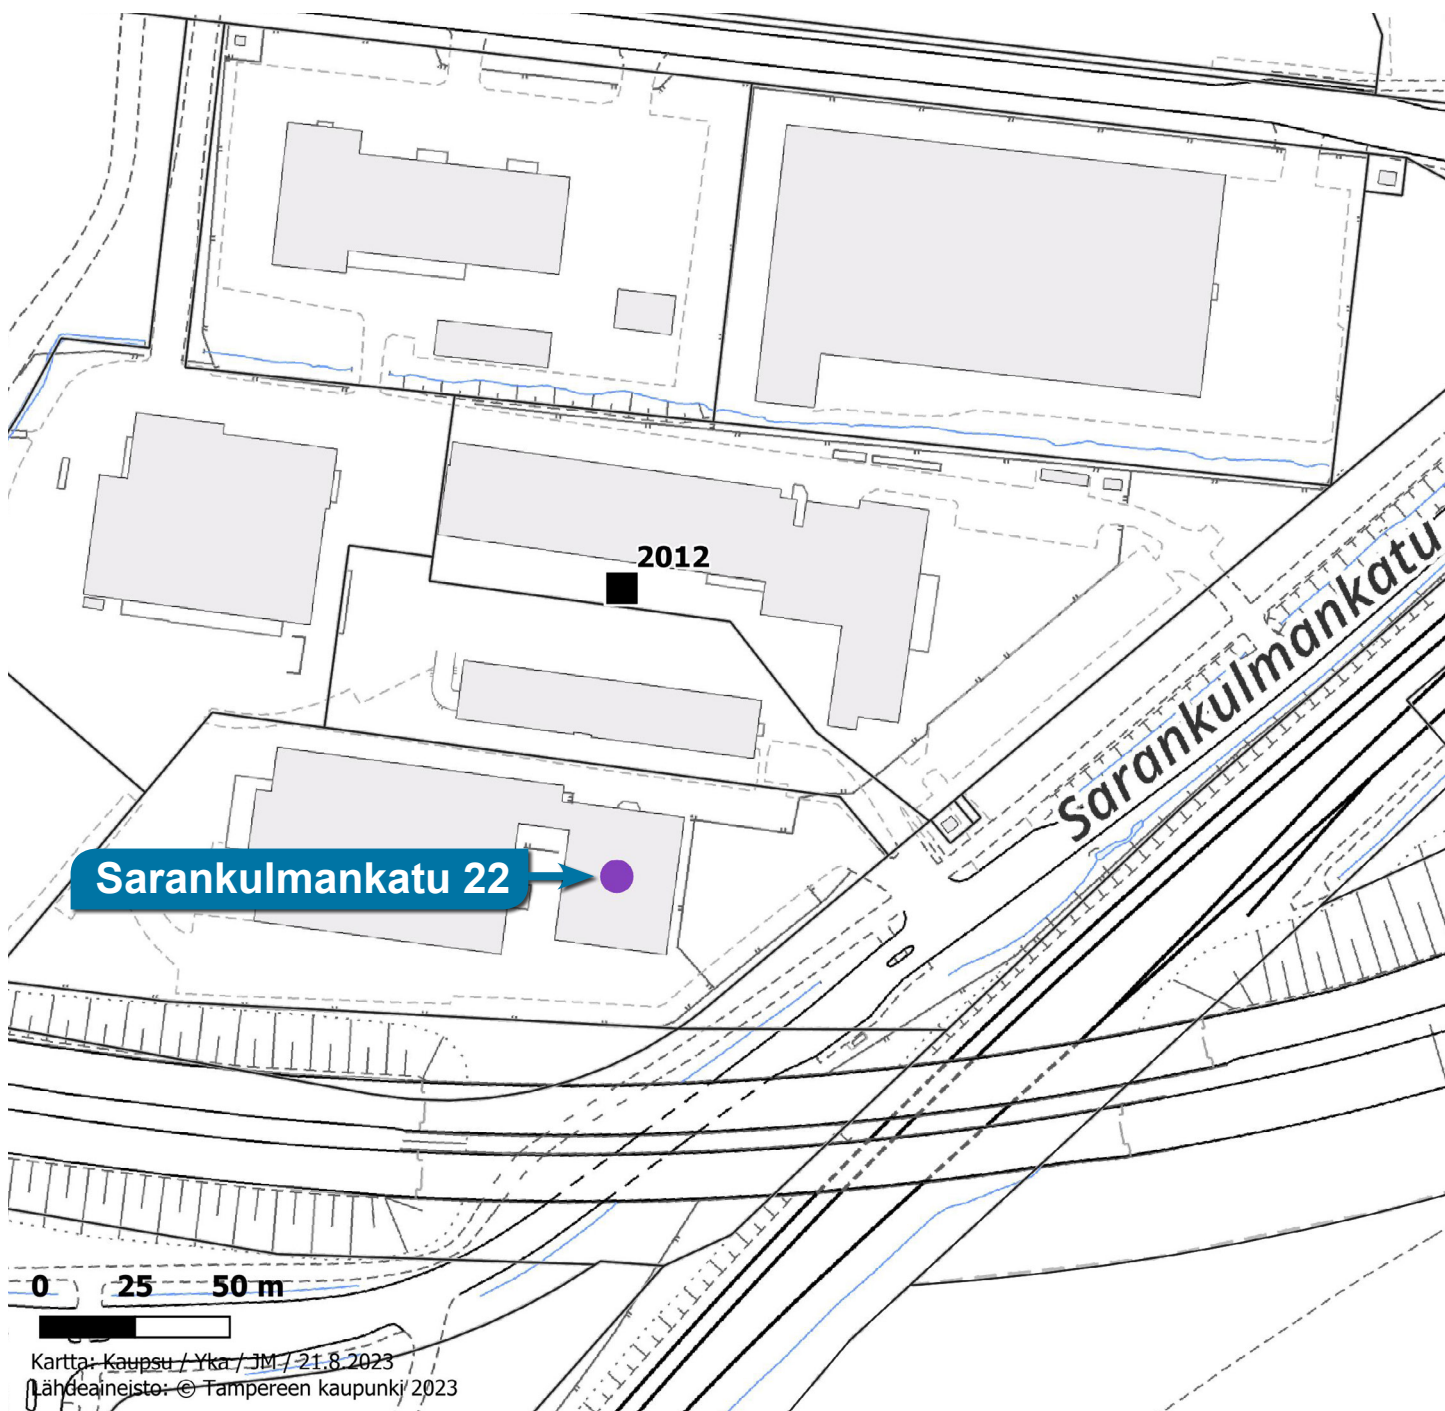 2012
Sarankulmankatu
Sarankulmankatu 22
0 25 50 m
Kartta: Kaupsu / Yka / JM / 21.8.2023
Lähdeaineisto: © Tampereen kaupunki 2023